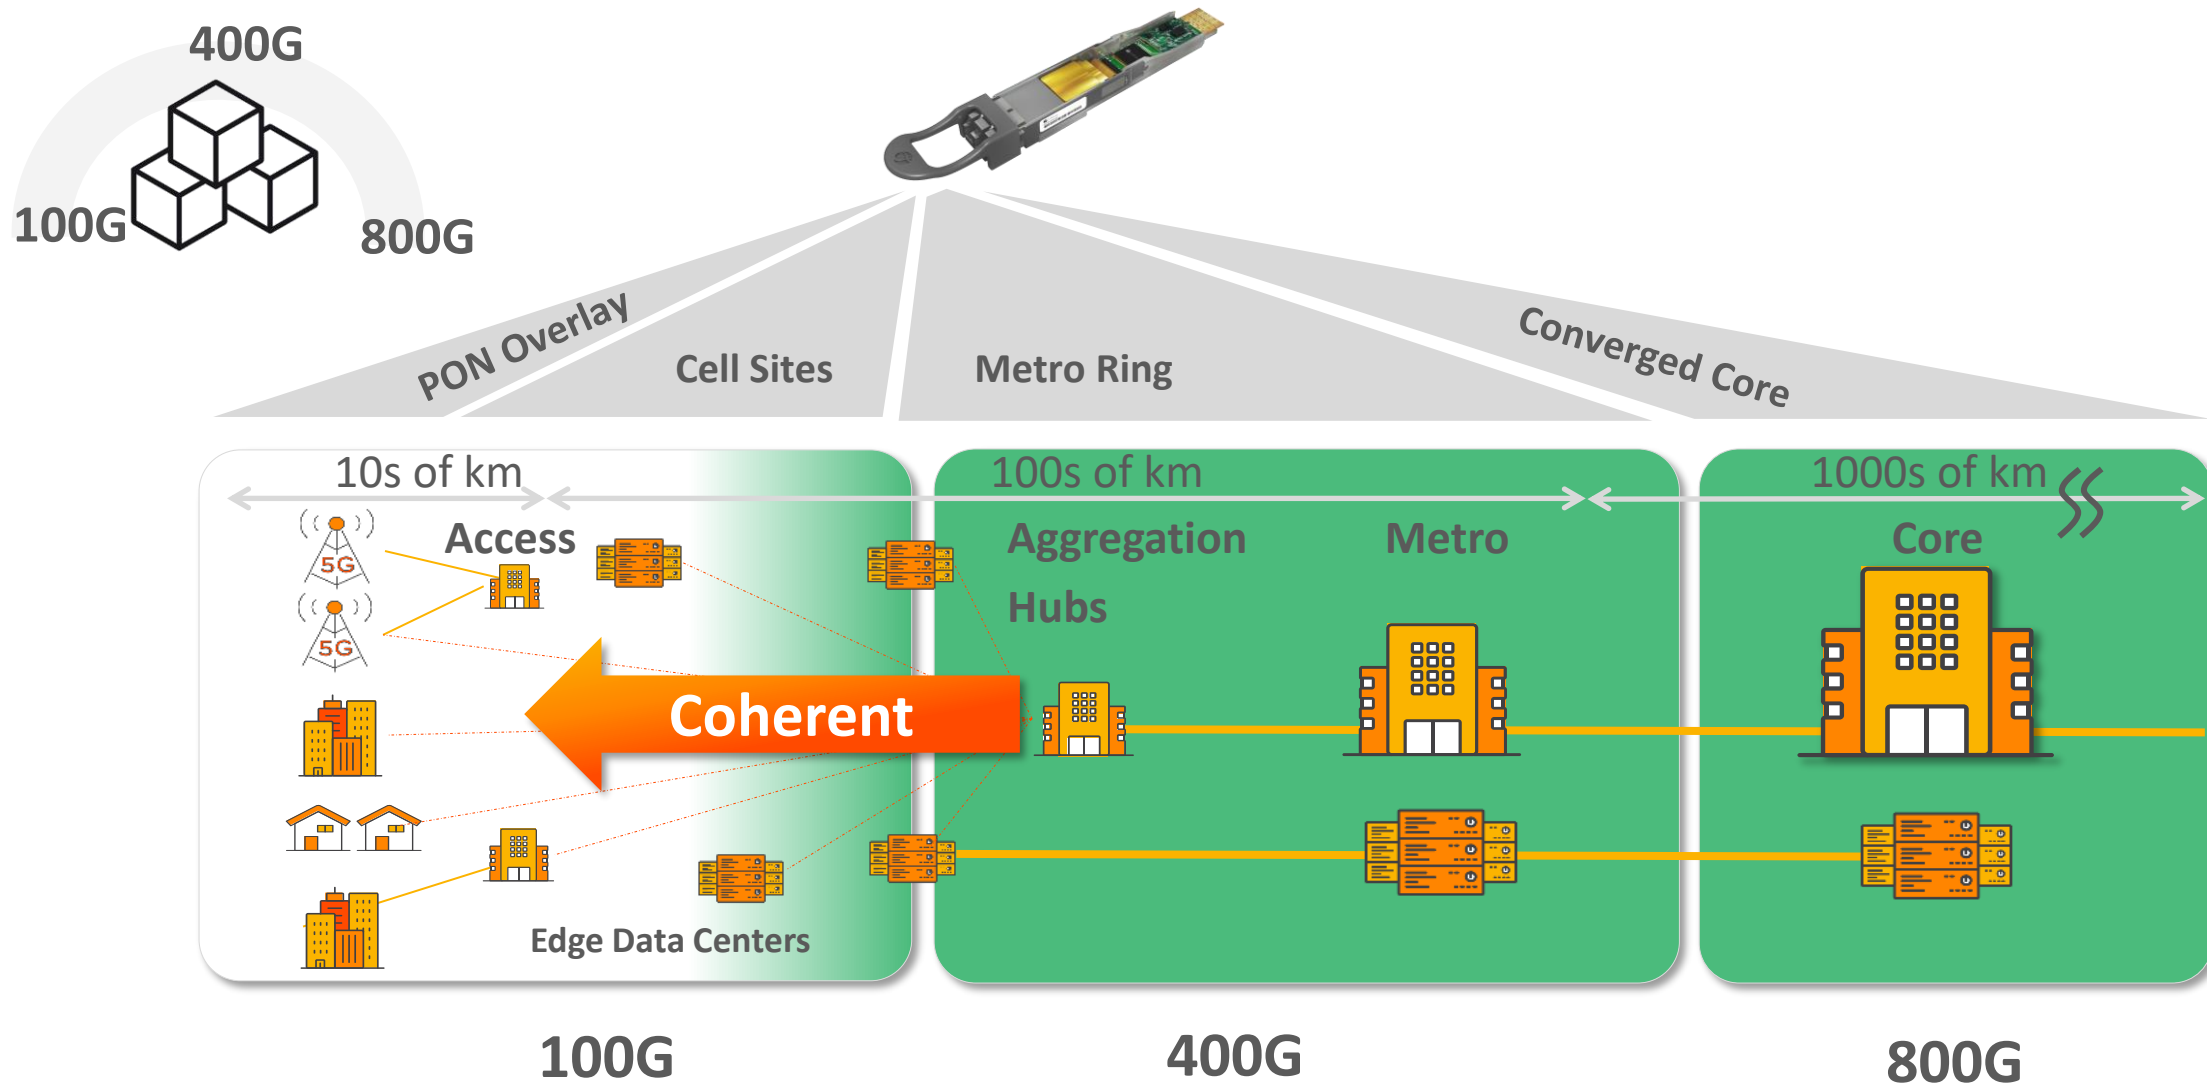 400G
100G
800G
PON Overlay
Cell Sites
Metro Ring
Converged Core
10s of km
100s of km
1000s of km
Access
Aggregation
Hubs
Metro
Core
5G
5G
Coherent
Edge Data Centers
100G
400G
800G